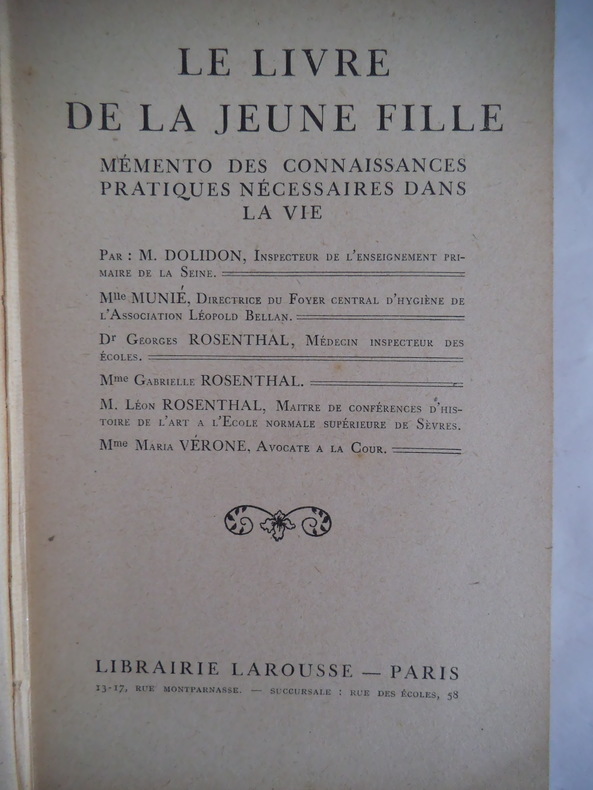 LE LIVRE
DE LA JEUNE FILLE
MÉMENTO DES CONNAISSANCES
PRATIQUES NÉCESSAIRES DANS
LA VIE
PAR : M. DOLIDON, INSPECTEUR DE L'ENSEIGNEMENT PRI-
MAIRE DE LA SEINE.
Mlle MUNIÉ, DIRECTRICE DU FOYER CENTRAL D'HYGIÈNE DE
L'ASSOCIATION LÉOPOLD BELLAN.
Dr GEORGES ROSENTHAL, MÉDECIN INSPECTEUR DES
ÉCOLES.
Mme GABRIELLE ROSENTHAL.
M. LÉON ROSENTHAL, MAITRE DE CONFÉRENCES D'HIS-
TOIRE DE L'ART A L'ECOLE NORMALE SUPÉRIEURE DE SÈVRES.
Mme MARIA VÉRONE, AVOCATE A LA COUR.
LIBRAIRIE LAROUSSE — PARIS
13-17, RUE MONTPARNASSE. — SUCCURSALE : RUE DES ÉCOLES, 58